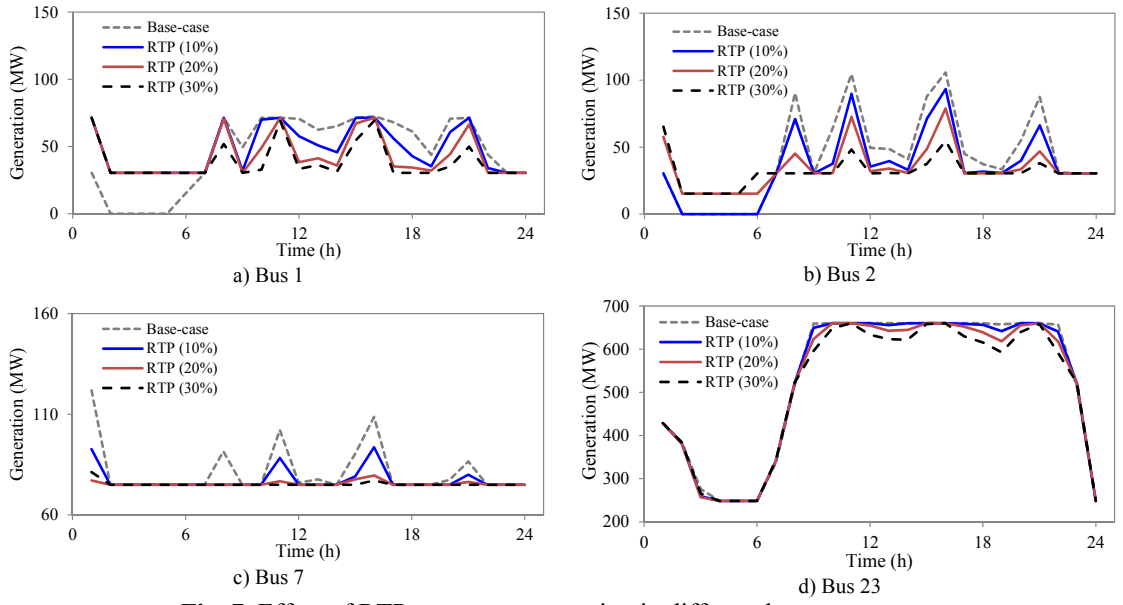 150
100
50
0
Generation (MW)
Base-case
RTP (10%)
RTP (20%)
RTP (30%)
0 6 12 18 24
Time (h)
a) Bus 1
150
100
50
0
Generation (MW)
Base-case
RTP (10%)
RTP (20%)
RTP (30%)
0 6 12 18 24
Time (h)
b) Bus 2
160
110
60
Generation (MW)
Base-case
RTP (10%)
RTP (20%)
RTP (30%)
0 6 12 18 24
Time (h)
c) Bus 7
700
600
500
400
300
200
Generation (MW)
Base-case
RTP (10%)
RTP (20%)
RTP (30%)
0 6 12 18 24
Time (h)
d) Bus 23